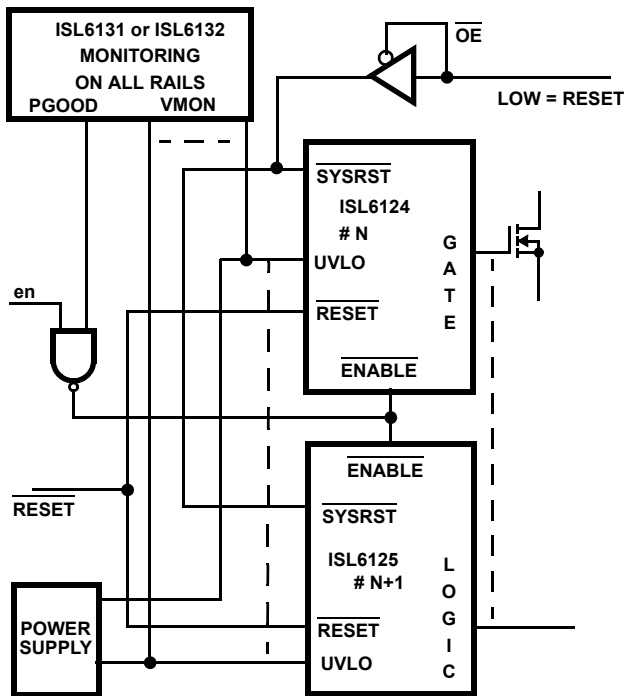 ISL6131 or ISL6132
MONITORING
ON ALL RAILS
PGOOD VMON
OE
LOW = RESET
SYSRST
ISL6124
# N
UVLO
RESET
ENABLE
G
A
T
E
en
RESET
ENABLE
SYSRST
ISL6125
# N+1
RESET
UVLO
L
O
G
I
C
POWER
SUPPLY